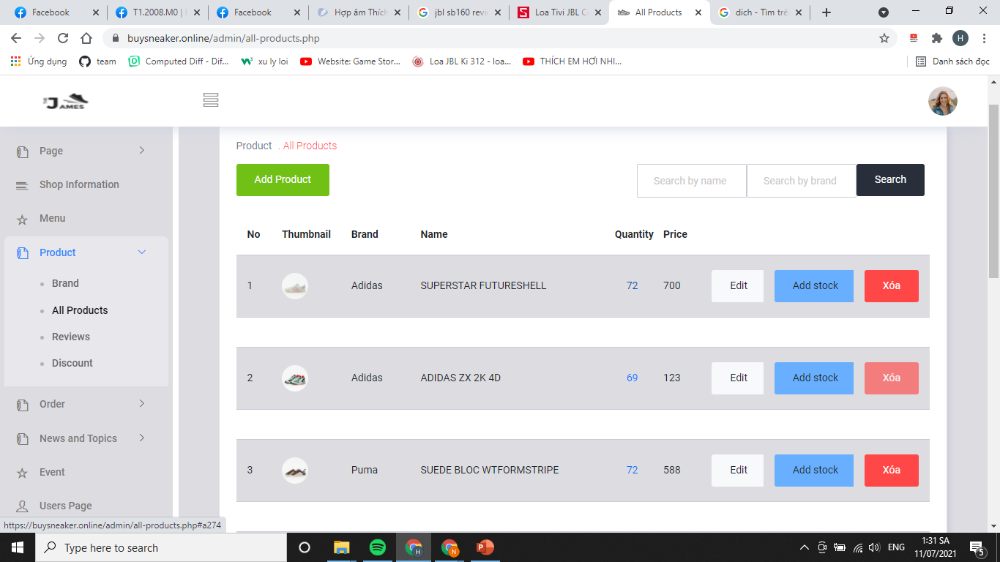 Facebook
T1.2008.M0 |
Facebook
Hợp âm Thích
jbl sb160 revi
Loa Tivi JBL C
All Products
dich - Tìm trê
buysneaker.online/admin/all-products.php
H
Ứng dụng
team
Computed Diff - Dif...
xu ly loi
Website: Game Stor...
Loa JBL Ki 312 - loa...
THÍCH EM HƠI NHI...
Danh sách đọc
JAMES
Page
Shop Information
Menu
Product
Brand
All Products
Reviews
Discount
Order
News and Topics
Event
Users Page
Product . All Products
Add Product
Search by name
Search by brand
Search
No Thumbnail Brand Name Quantity Price
1 Adidas SUPERSTAR FUTURESHELL 72 700 Edit Add stock Xóa
2 Adidas ADIDAS ZX 2K 4D 69 123 Edit Add stock Xóa
3 Puma SUEDE BLOC WTFORMSTRIPE 72 588 Edit Add stock Xóa
https://buysneaker.online/admin/all-products.php#a274
Type here to search
ENG
1:31 SA
11/07/2021
5